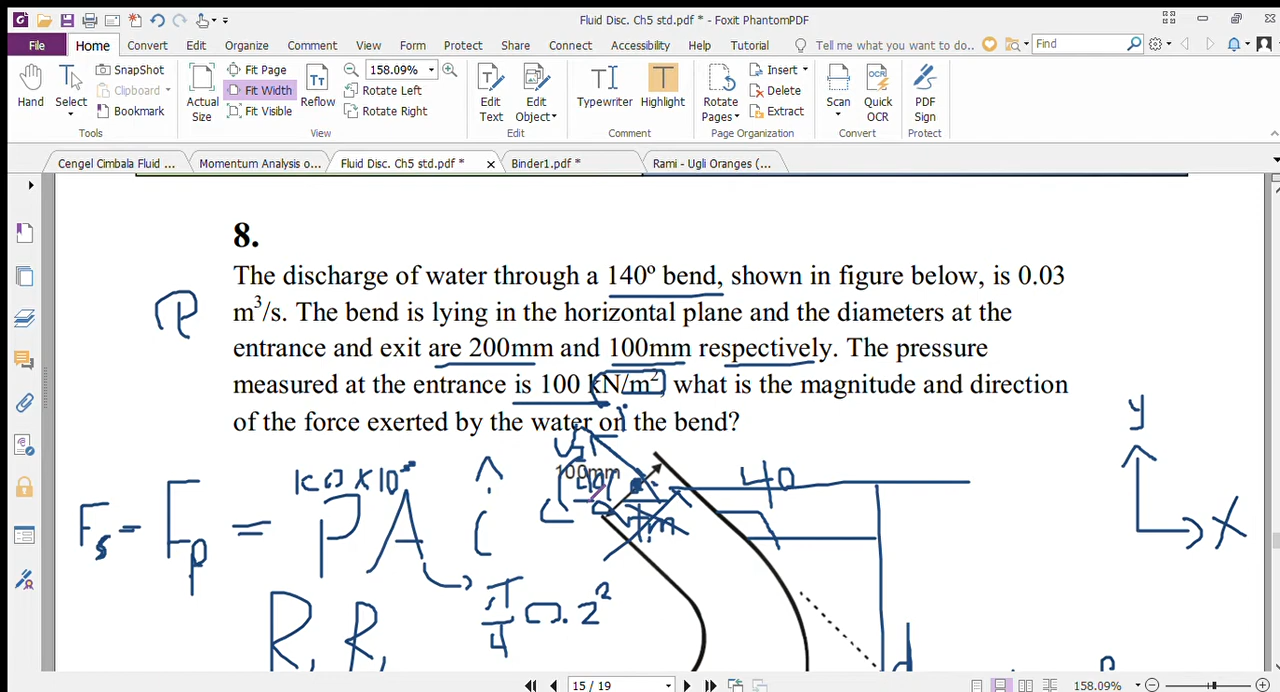 Fluid Disc. Ch5 std.pdf * - Foxit PhantomPDF
File Home Convert Edit Organize Comment View Form Protect Share Connect Accessibility Help Tutorial Tell me what you want to do.. Find
SnapShot Fit Page 158.09% Insert
Clipboard Fit Width Rotate Left Delete
Bookmark Fit Visible Rotate Right Extract
Hand Select Actual Size Reflow Edit Text Edit Object Typewriter Highlight Rotate Pages Scan Quick OCR PDF Sign
Tools View Edit Comment Page Organization Convert Protect
Cengel Cimbala Fluid ... Momentum Analysis o... Fluid Disc. Ch5 std.pdf * Binder1.pdf * Rami - Ugli Oranges (...
8.
The discharge of water through a 140º bend, shown in figure below, is 0.03
m³/s. The bend is lying in the horizontal plane and the diameters at the
entrance and exit are 200mm and 100mm respectively. The pressure
measured at the entrance is 100 kN/m², what is the magnitude and direction
of the force exerted by the water on the bend?
y
100mm
40
Fs = Fp = PA i
X
π/4 0.2²
R, R,
d
15 / 19 158.09%